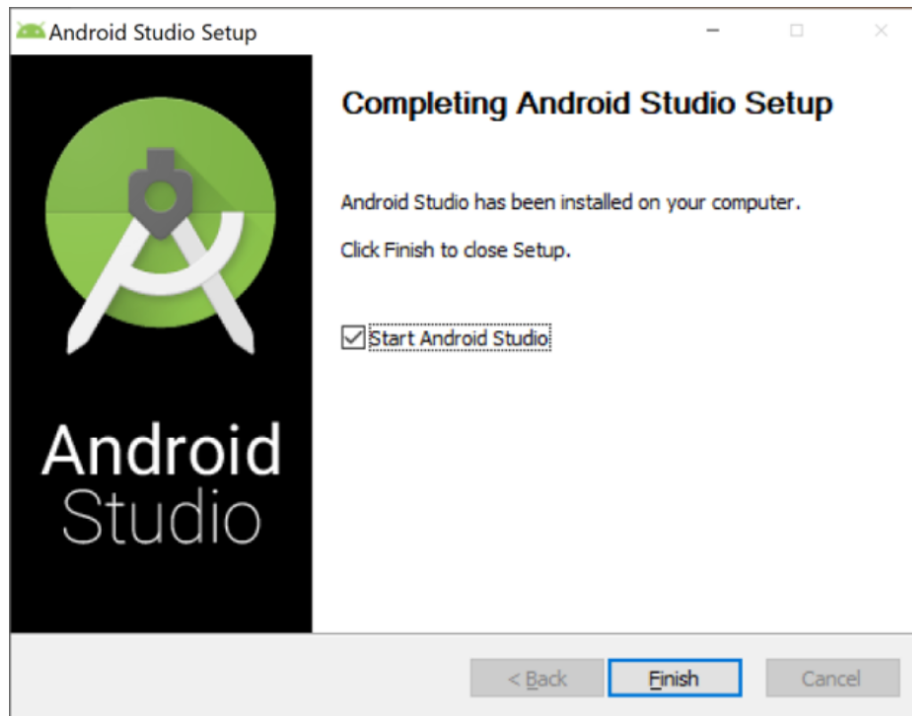 Android Studio Setup
Completing Android Studio Setup
Android Studio has been installed on your computer.
Click Finish to close Setup.
Start Android Studio
Android
Studio
< Back
Finish
Cancel